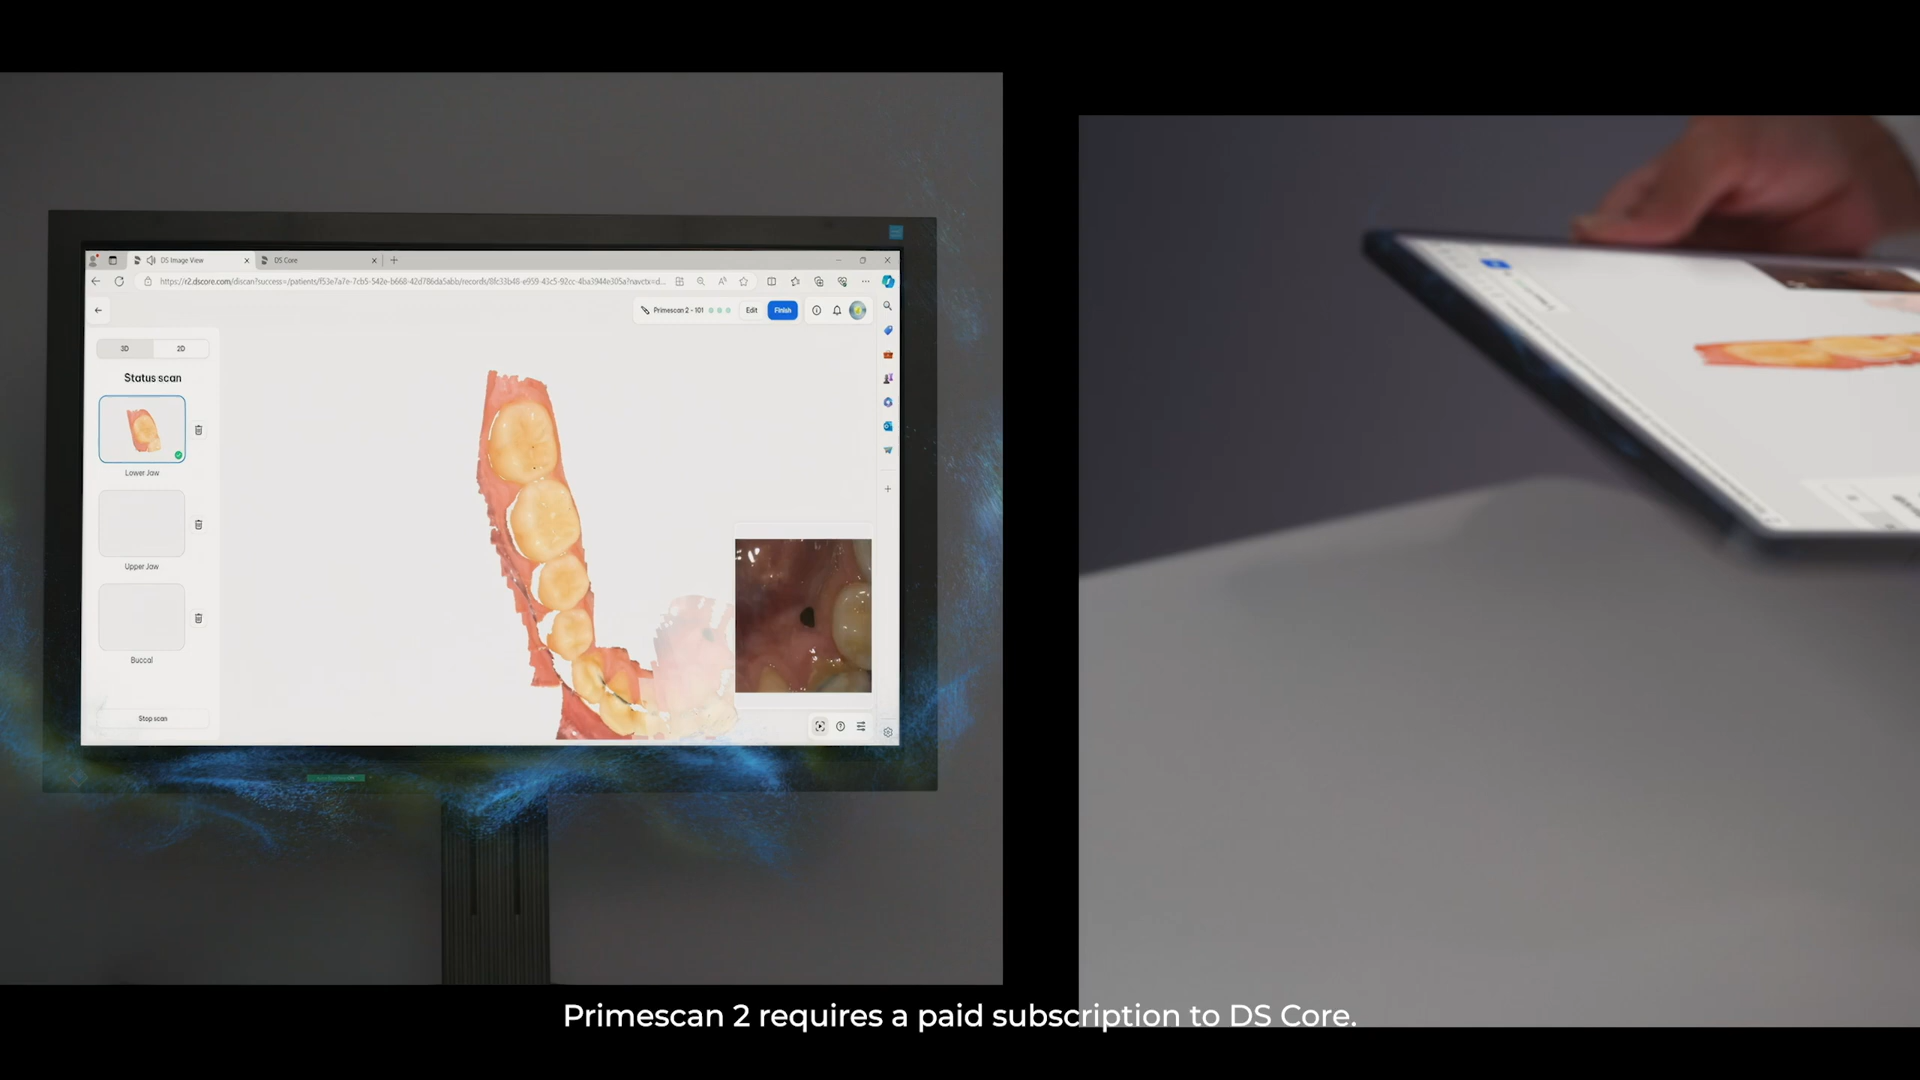 DS Image View
DS Core
Primescan 2 - 101
Edit
Finish
3D
2D
Status scan
Lower Jaw
Upper Jaw
Buccal
Stop scan
Primescan 2 requires a paid subscription to DS Core.